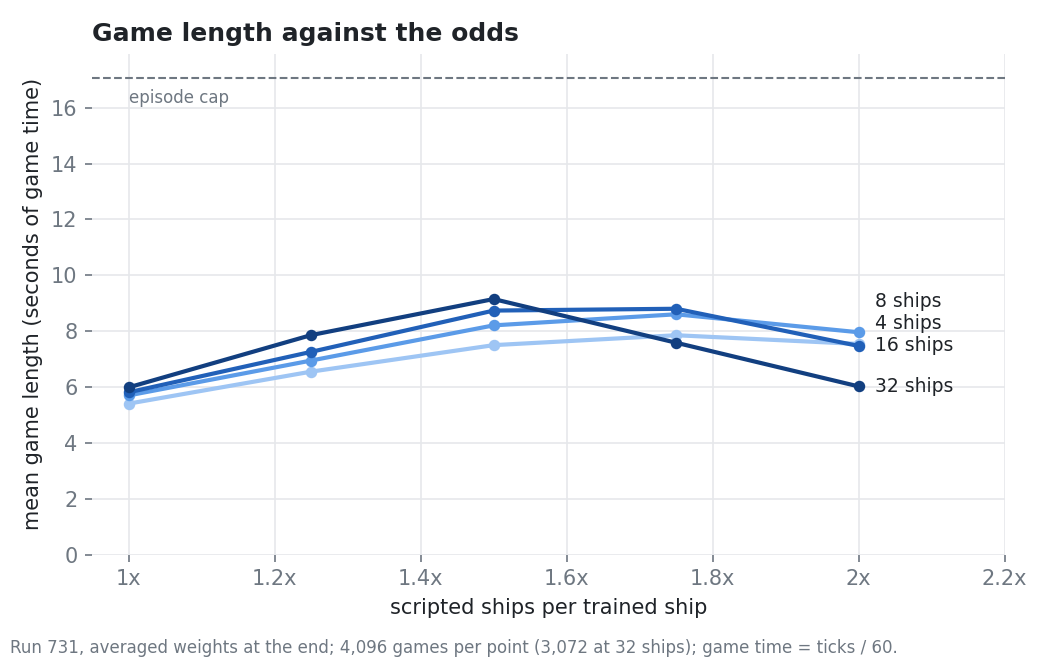 Game length against the odds
episode cap
mean game length (seconds of game time)
16
14
12
10
8
6
4
2
0
8 ships
4 ships
16 ships
32 ships
1x
1.2x
1.4x
1.6x
1.8x
2x
2.2x
scripted ships per trained ship
Run 731, averaged weights at the end; 4,096 games per point (3,072 at 32 ships); game time = ticks / 60.